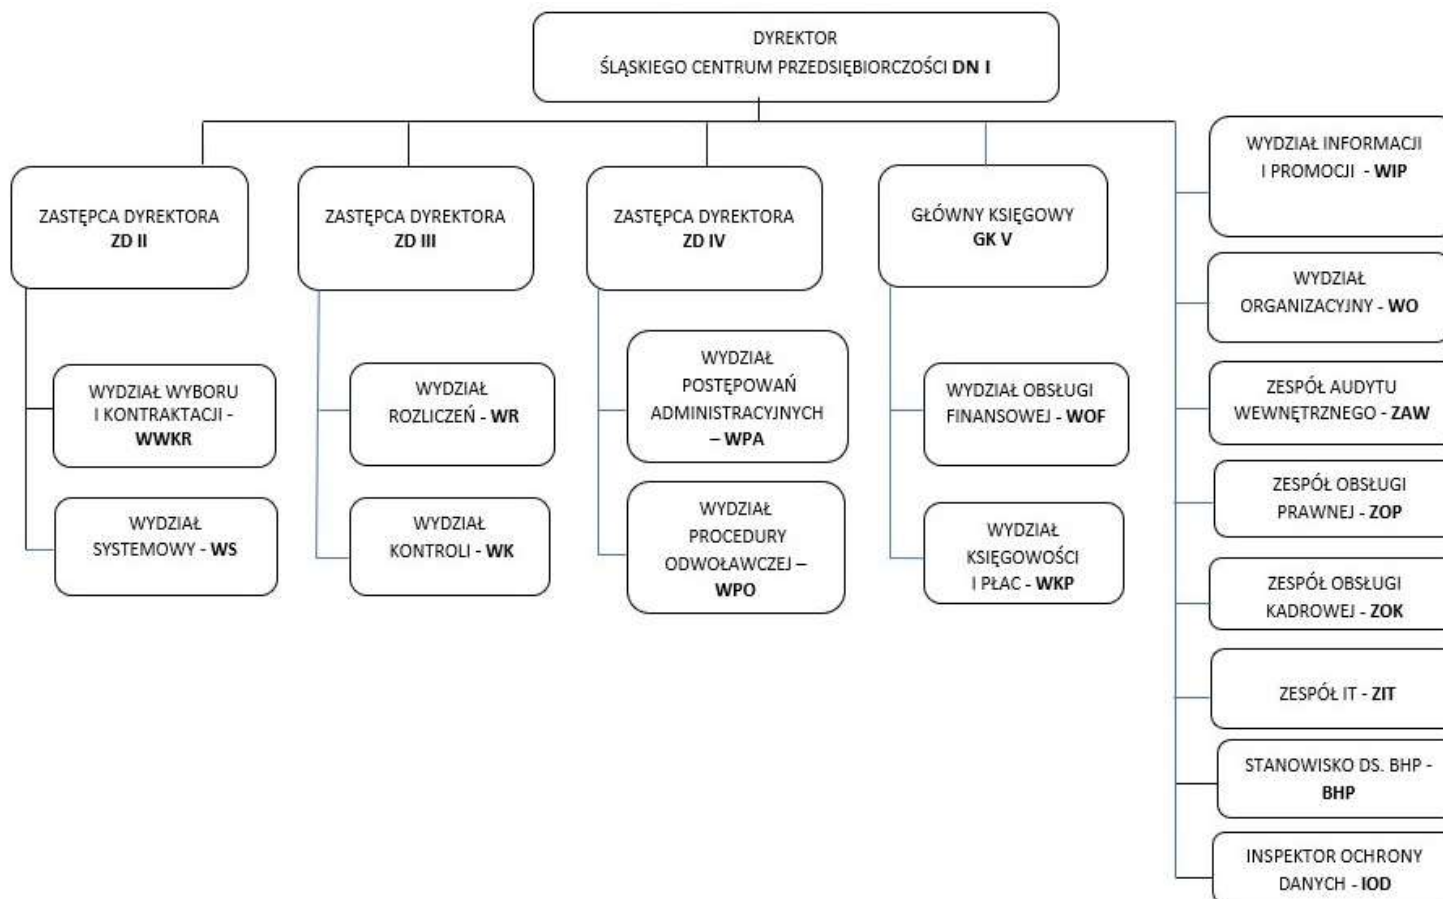 DYREKTOR
ŚLĄSKIEGO CENTRUM PRZEDSIĘBIORCZOŚCI DN I
ZASTĘPCA DYREKTORA
ZD II
WYDZIAŁ WYBORU
I KONTRAKTACJI -
WWKR
WYDZIAŁ
SYSTEMOWY - WS
ZASTĘPCA DYREKTORA
ZD III
WYDZIAŁ
ROZLICZEŃ - WR
WYDZIAŁ
KONTROLI - WK
ZASTĘPCA DYREKTORA
ZD IV
WYDZIAŁ
POSTĘPOWAŃ
ADMINISTRACYJNYCH
– WPA
WYDZIAŁ
PROCEDURY
ODWOŁAWCZEJ –
WPO
GŁÓWNY KSIĘGOWY
GK V
WYDZIAŁ OBSŁUGI
FINANSOWEJ - WOF
WYDZIAŁ
KSIĘGOWOŚCI
I PŁAC - WKP
WYDZIAŁ INFORMACJI
I PROMOCJI - WIP
WYDZIAŁ
ORGANIZACYJNY - WO
ZESPÓŁ AUDYTU
WEWNĘTRZNEGO - ZAW
ZESPÓŁ OBSŁUGI
PRAWNEJ - ZOP
ZESPÓŁ OBSŁUGI
KADROWEJ - ZOK
ZESPÓŁ IT - ZIT
STANOWISKO DS. BHP -
BHP
INSPEKTOR OCHRONY
DANYCH - IOD